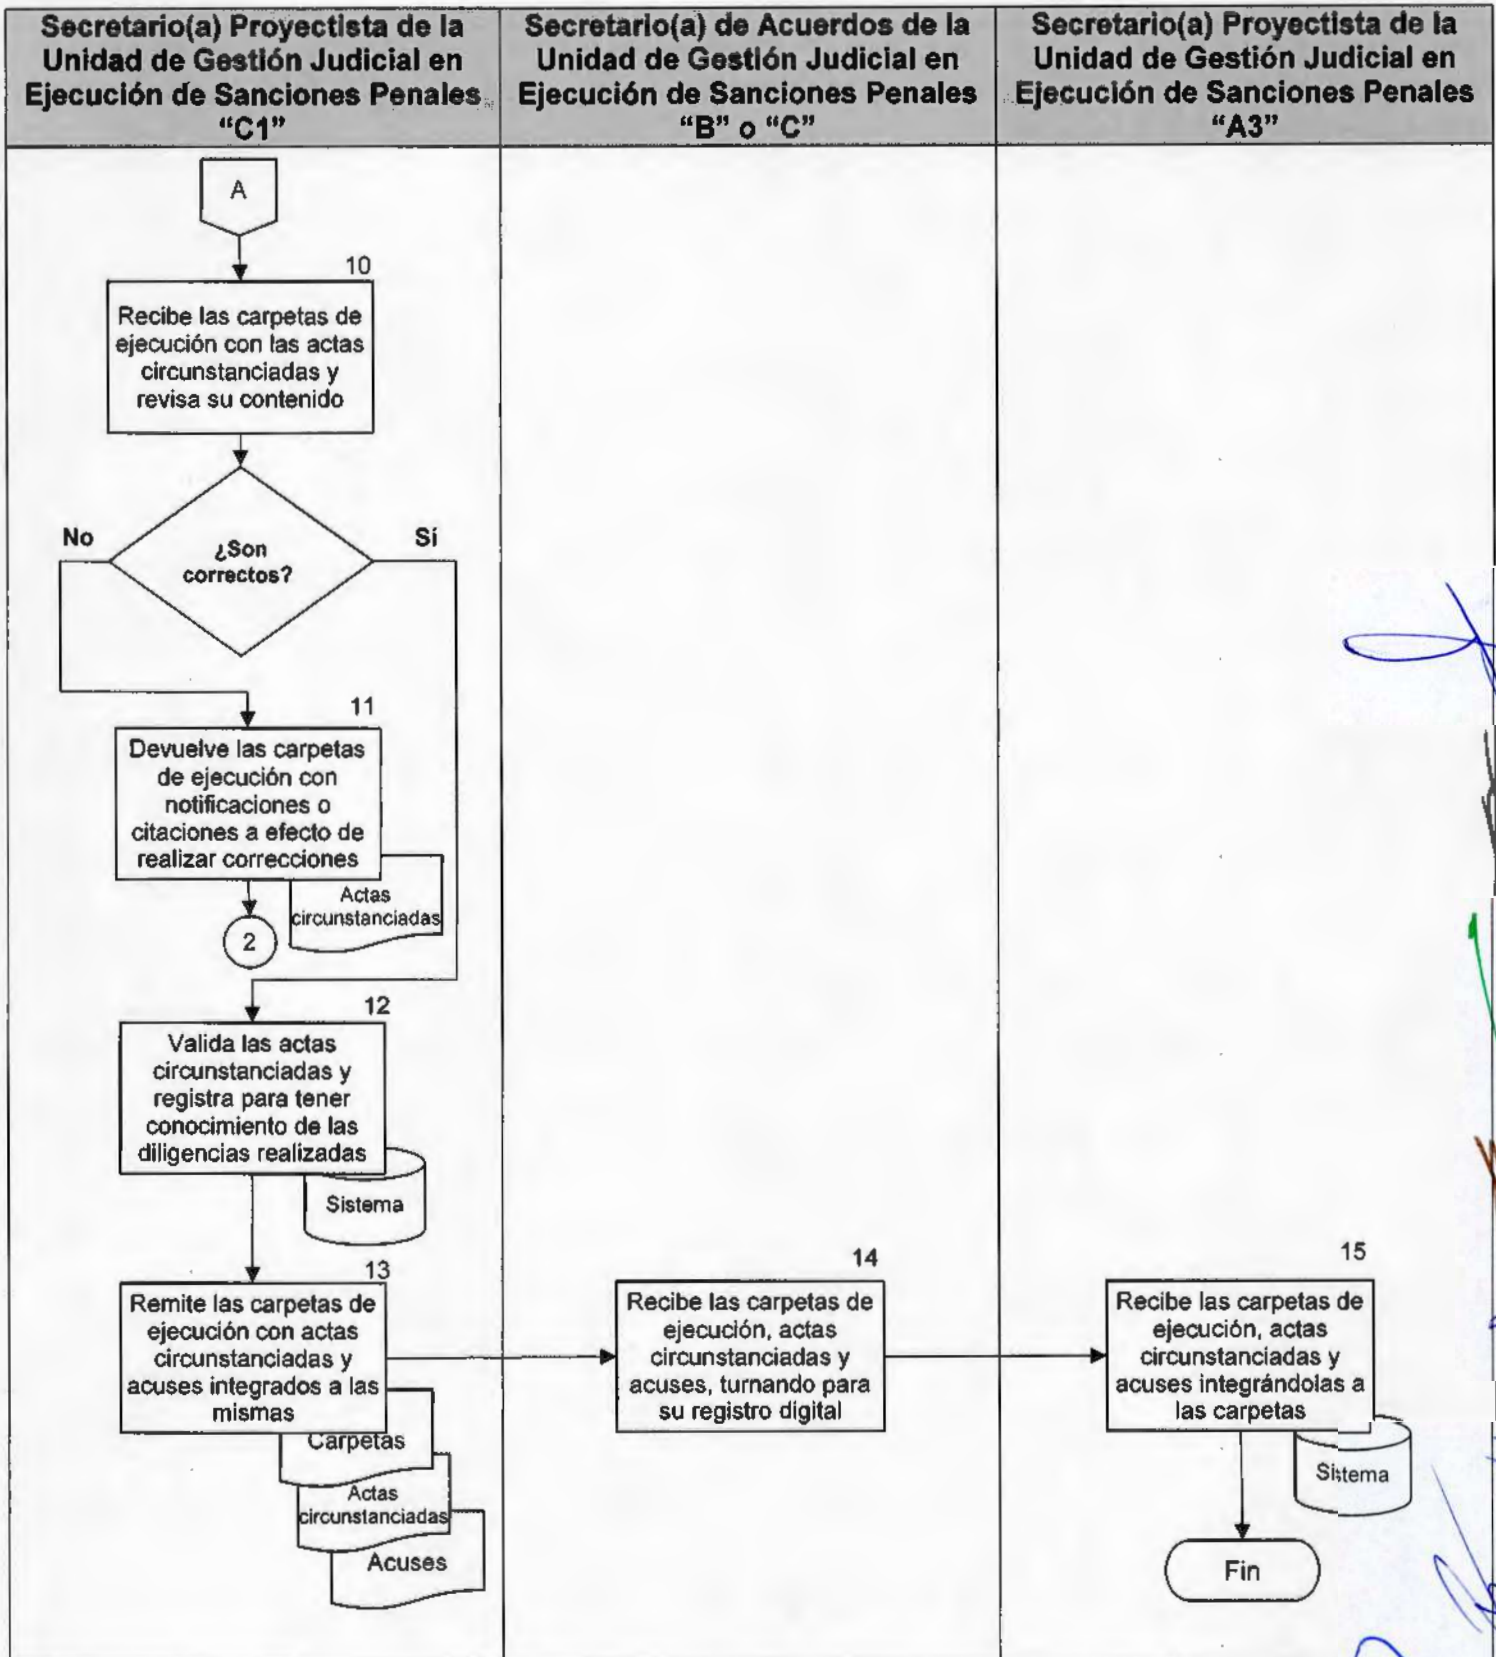 Secretario(a) Proyectista de la
Unidad de Gestión Judicial en
Ejecución de Sanciones Penales
“C1”
Secretario(a) de Acuerdos de la
Unidad de Gestión Judicial en
Ejecución de Sanciones Penales
“B” o “C”
Secretario(a) Proyectista de la
Unidad de Gestión Judicial en
Ejecución de Sanciones Penales
“A3”
A
10
Recibe las carpetas de
ejecución con las actas
circunstanciadas y
revisa su contenido
No
¿Son
correctos?
Sí
11
Devuelve las carpetas
de ejecución con
notificaciones o
citaciones a efecto de
realizar correcciones
Actas
circunstanciadas
2
12
Valida las actas
circunstanciadas y
registra para tener
conocimiento de las
diligencias realizadas
Sistema
13
Remite las carpetas de
ejecución con actas
circunstanciadas y
acuses integrados a las
mismas
Carpetas
Actas
circunstanciadas
Acuses
14
Recibe las carpetas de
ejecución, actas
circunstanciadas y
acuses, turnando para
su registro digital
15
Recibe las carpetas de
ejecución, actas
circunstanciadas y
acuses integrándolas a
las carpetas
Sistema
Fin